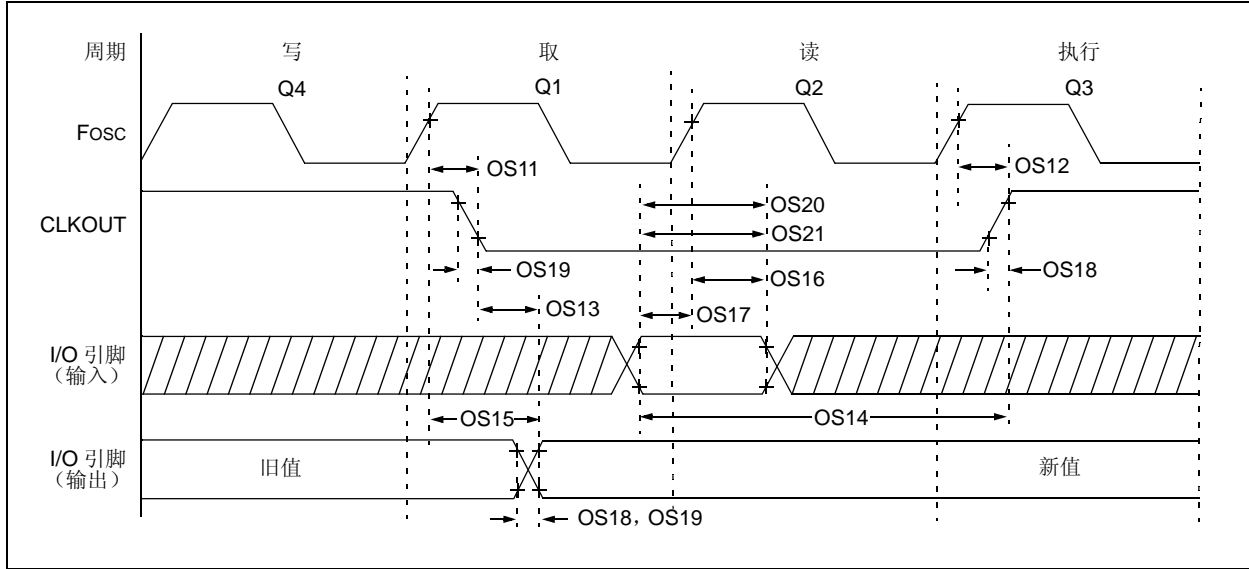 周期 写 取 读 执行
Q4 Q1 Q2 Q3
FOSC
OS11 OS12
CLKOUT
OS20
OS21
OS19 OS16 OS18
OS13 OS17
I/O 引脚
（输入）
OS15 OS14
I/O 引脚
（输出）
旧值 新值
OS18，OS19